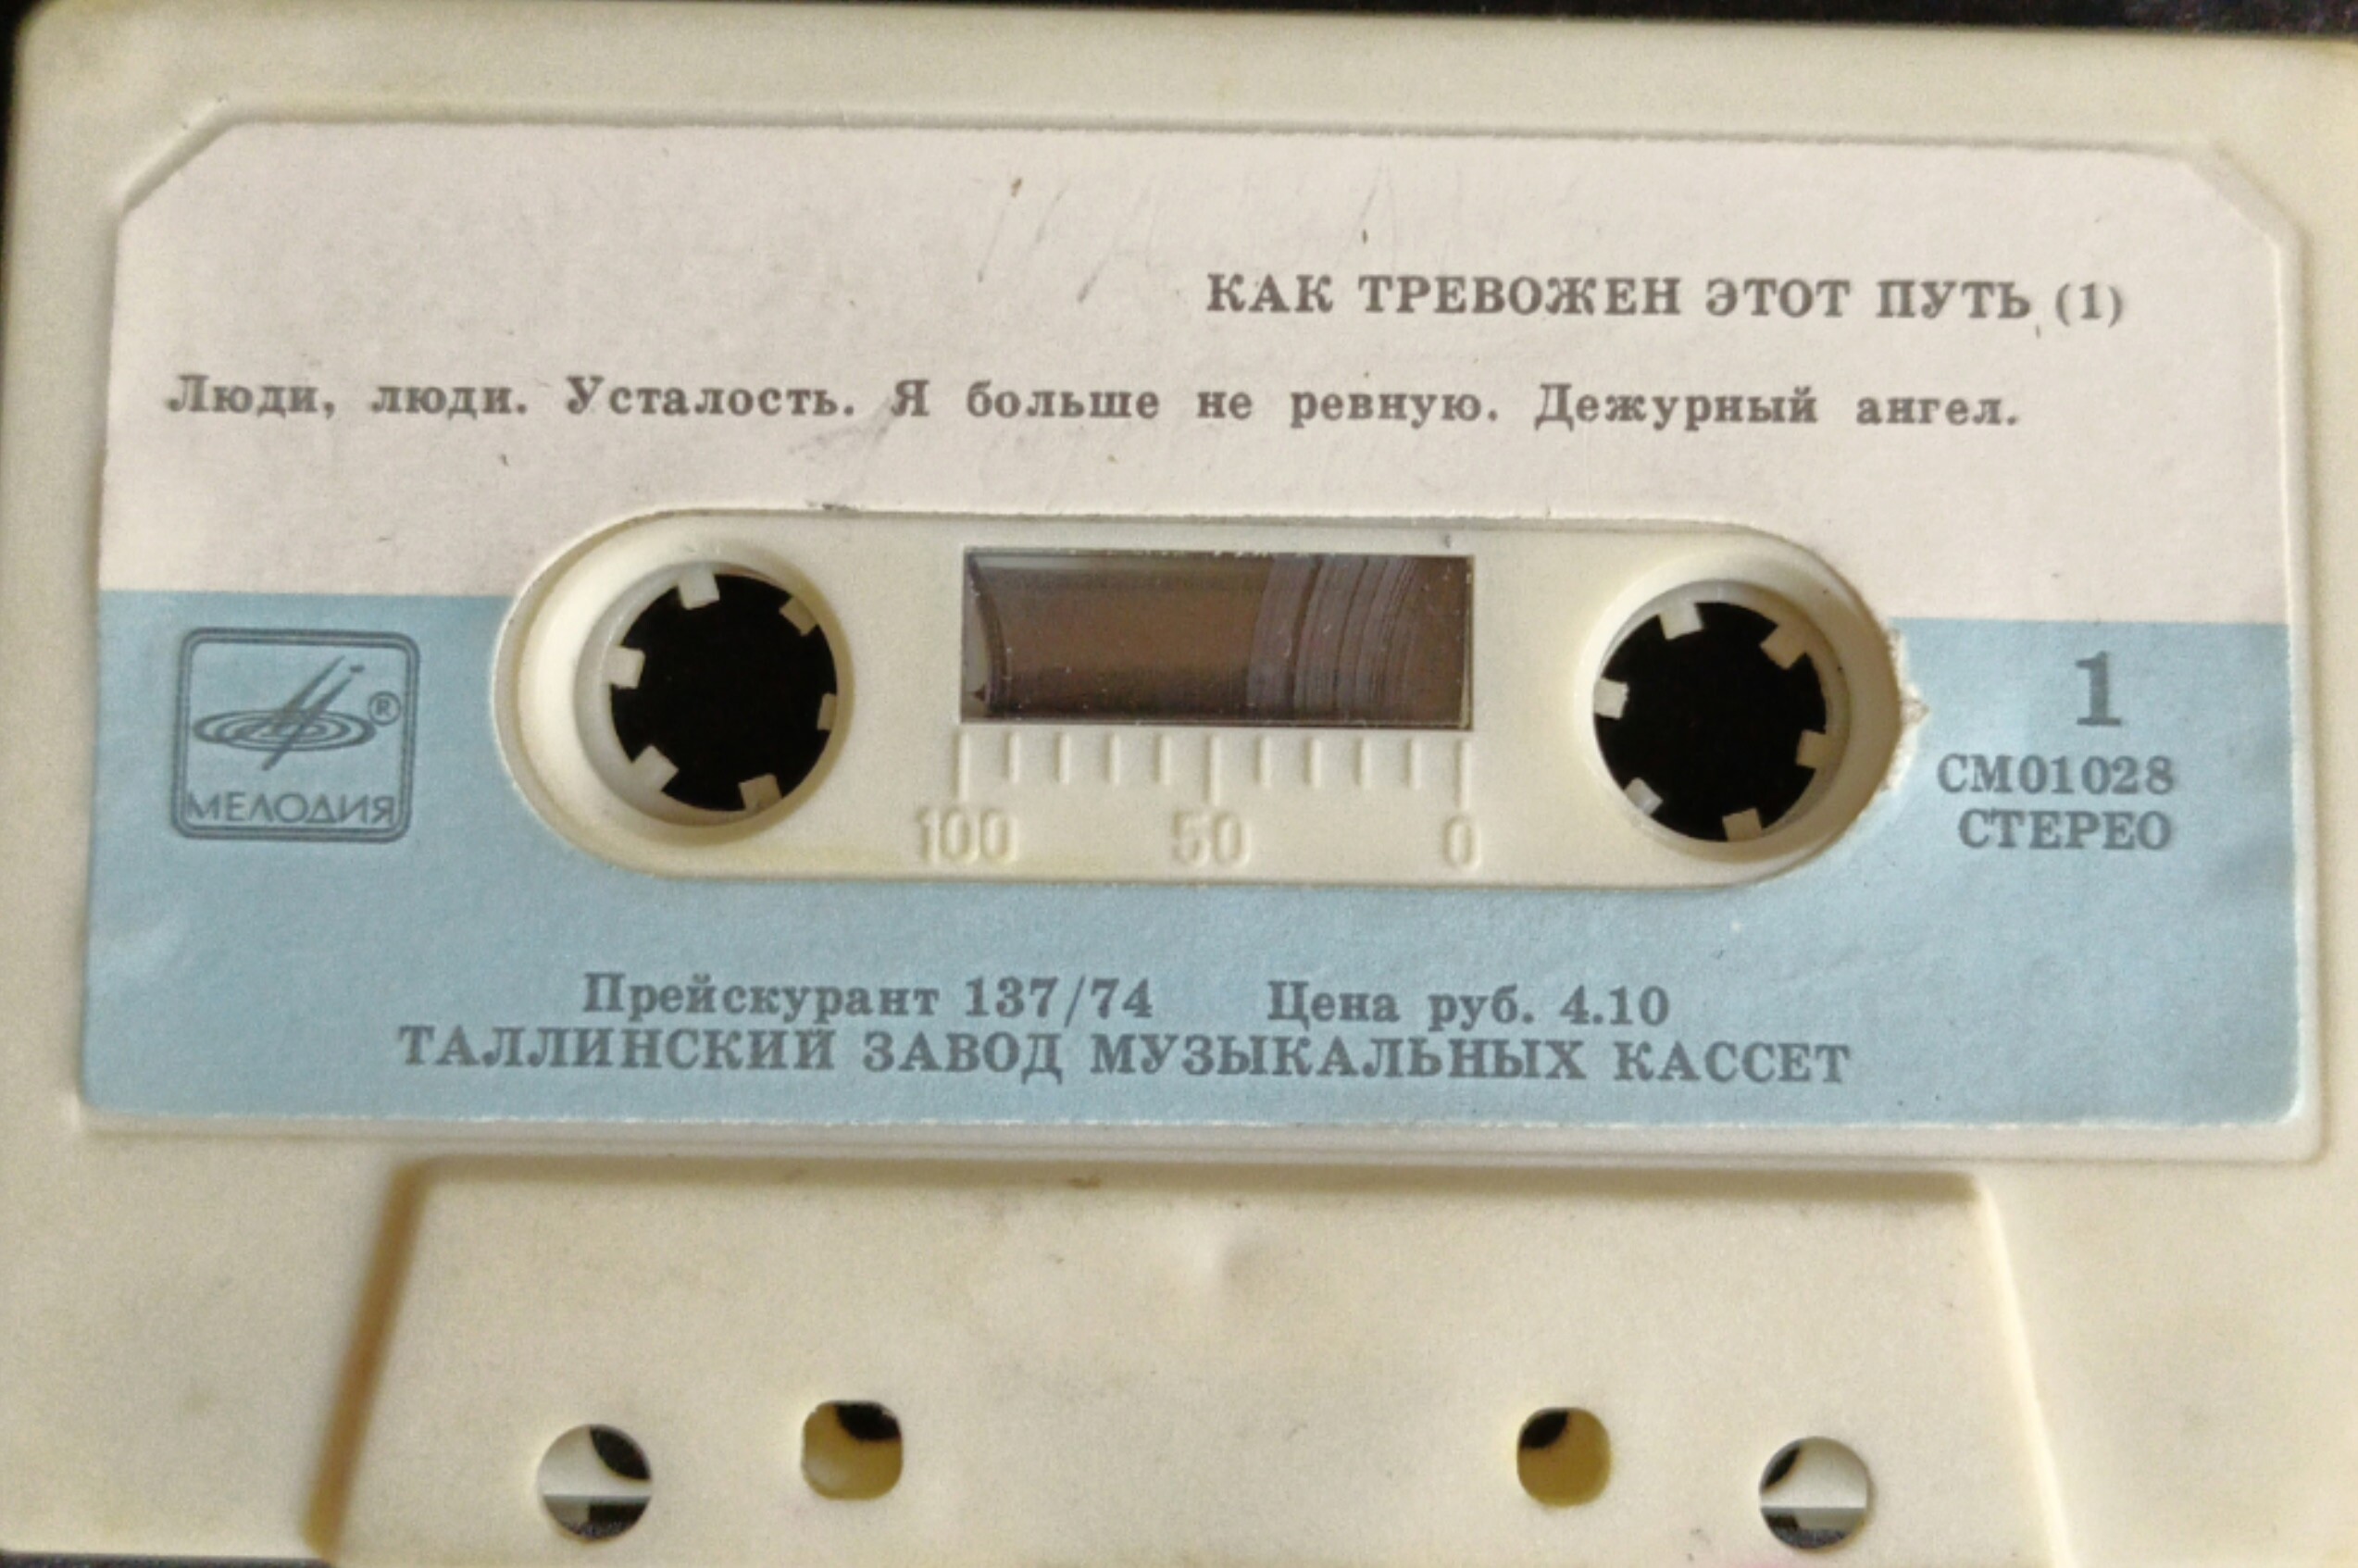 КАК ТРЕВОЖЕН ЭТОТ ПУТЬ (1)
Люди, люди. Усталость. Я больше не ревную. Дежурный ангел.
®
МЕЛОДИЯ
1
СМ01028
СТЕРЕО
100 50 0
Прейскурант 137/74 Цена руб. 4.10
ТАЛЛИНСКИЙ ЗАВОД МУЗЫКАЛЬНЫХ КАССЕТ